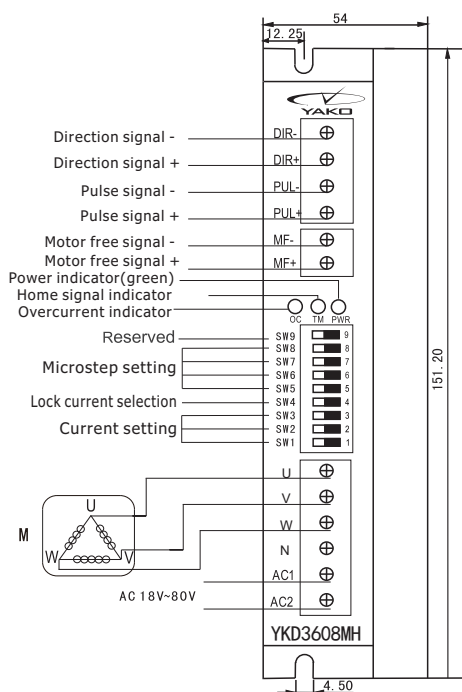 54
12.25
YAKO
Direction signal - DIR-
Direction signal + DIR+
Pulse signal - PUL-
Pulse signal + PUL+
Motor free signal - MF-
Motor free signal + MF+
Power indicator(green)
Home signal indicator
Overcurrent indicator
OC TM PWR
Reserved SW9 9
SW8 8
Microstep setting SW7 7
SW6 6
SW5 5
Lock current selection SW4 4
SW3 3
Current setting SW2 2
SW1 1
151.20
U
V
W
N
AC1
AC2
M
U
W V
AC 18V~80V
YKD3608MH
4.50